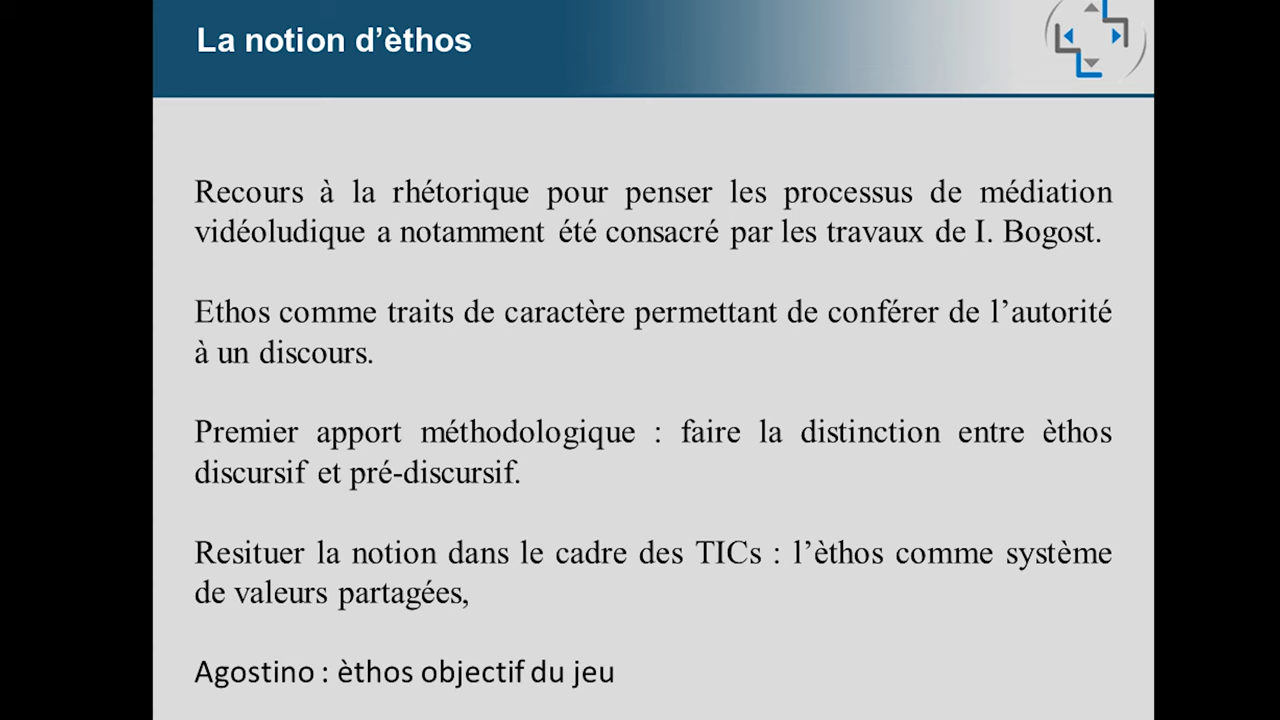 La notion d’èthos
Recours à la rhétorique pour penser les processus de médiation
vidéoludique a notamment été consacré par les travaux de I. Bogost.
Ethos comme traits de caractère permettant de conférer de l’autorité
à un discours.
Premier apport méthodologique : faire la distinction entre èthos
discursif et pré-discursif.
Resituer la notion dans le cadre des TICs : l’èthos comme système
de valeurs partagées,
Agostino : èthos objectif du jeu